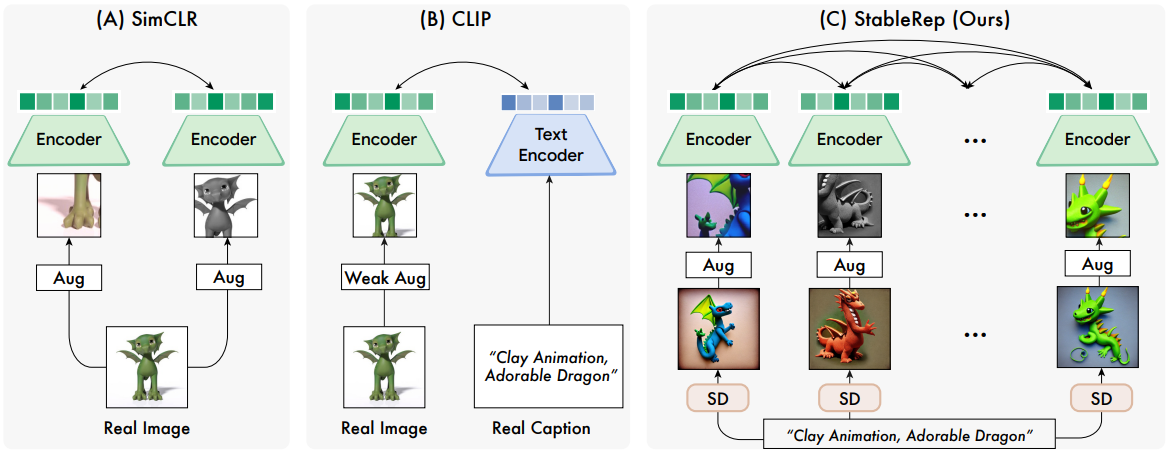 (A) SimCLR
Encoder
Encoder
Aug
Aug
Real Image
(B) CLIP
Encoder
Text
Encoder
Weak Aug
“Clay Animation,
Adorable Dragon”
Real Image
Real Caption
(C) StableRep (Ours)
Encoder
Encoder
...
Encoder
...
Aug
Aug
Aug
...
SD
SD
SD
“Clay Animation, Adorable Dragon”